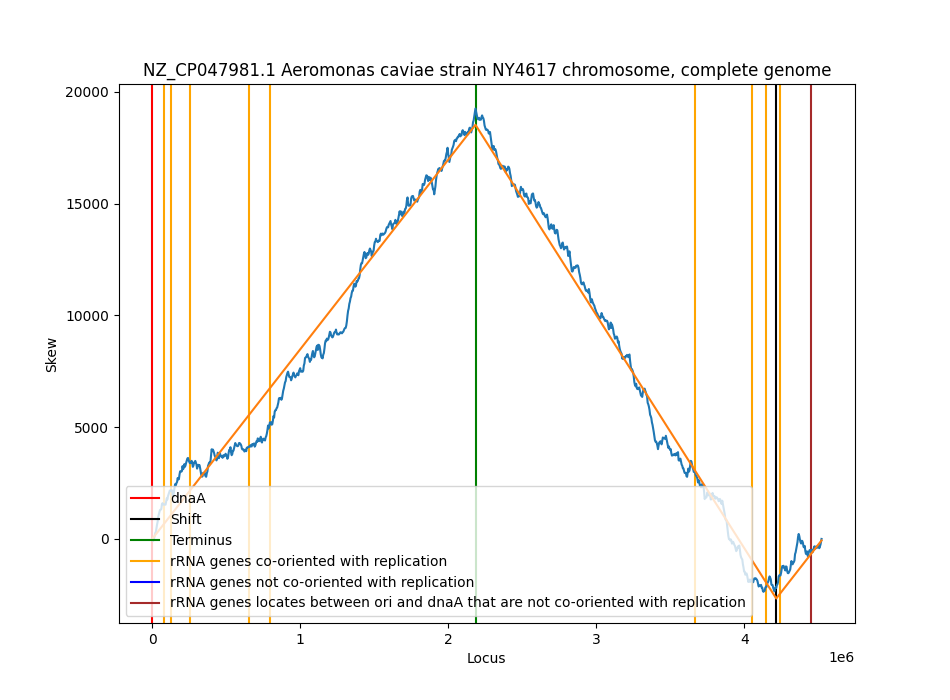 NZ_CP047981.1 Aeromonas caviae strain NY4617 chromosome, complete genome
20000
15000
10000
5000
0
Skew
dnaA
Shift
Terminus
rRNA genes co-oriented with replication
rRNA genes not co-oriented with replication
rRNA genes locates between ori and dnaA that are not co-oriented with replication
0 1 2 3 4
1e6
Locus